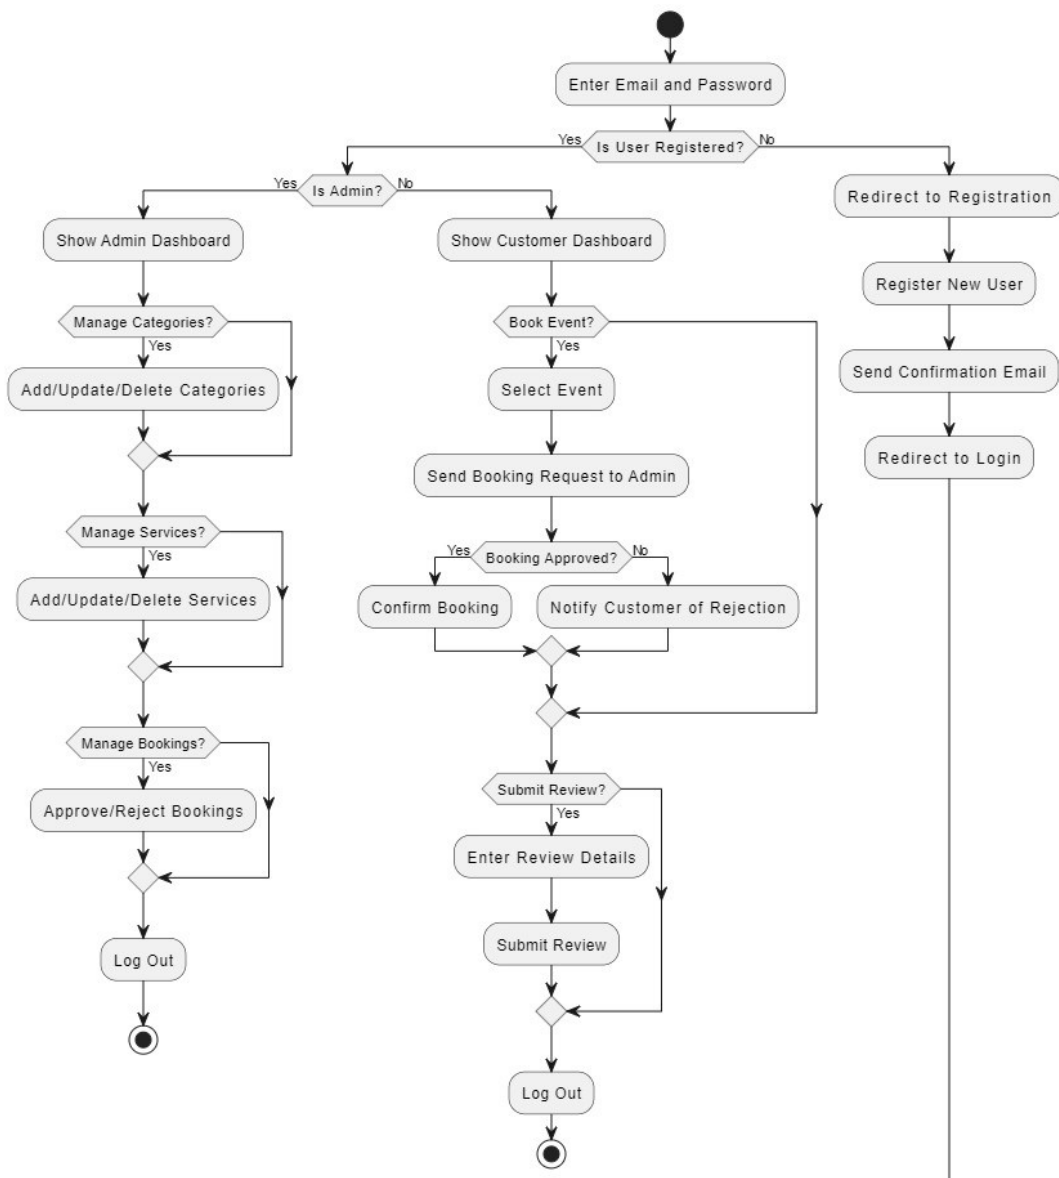 Enter Email and Password
Yes
Is User Registered?
No
Yes
Is Admin?
No
Redirect to Registration
Show Admin Dashboard
Show Customer Dashboard
Register New User
Manage Categories?
Yes
Book Event?
Yes
Send Confirmation Email
Add/Update/Delete Categories
Select Event
Redirect to Login
Send Booking Request to Admin
Manage Services?
Yes
Yes
Booking Approved?
No
Add/Update/Delete Services
Confirm Booking
Notify Customer of Rejection
Manage Bookings?
Yes
Submit Review?
Yes
Approve/Reject Bookings
Enter Review Details
Submit Review
Log Out
Log Out